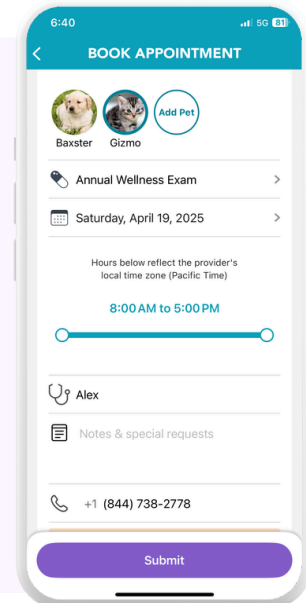 6:40
5G 81
BOOK APPOINTMENT
Add Pet
Baxster Gizmo
Annual Wellness Exam
Saturday, April 19, 2025
Hours below reflect the provider's
local time zone (Pacific Time)
8:00 AM to 5:00 PM
Alex
Notes & special requests
+1 (844) 738-2778
Submit